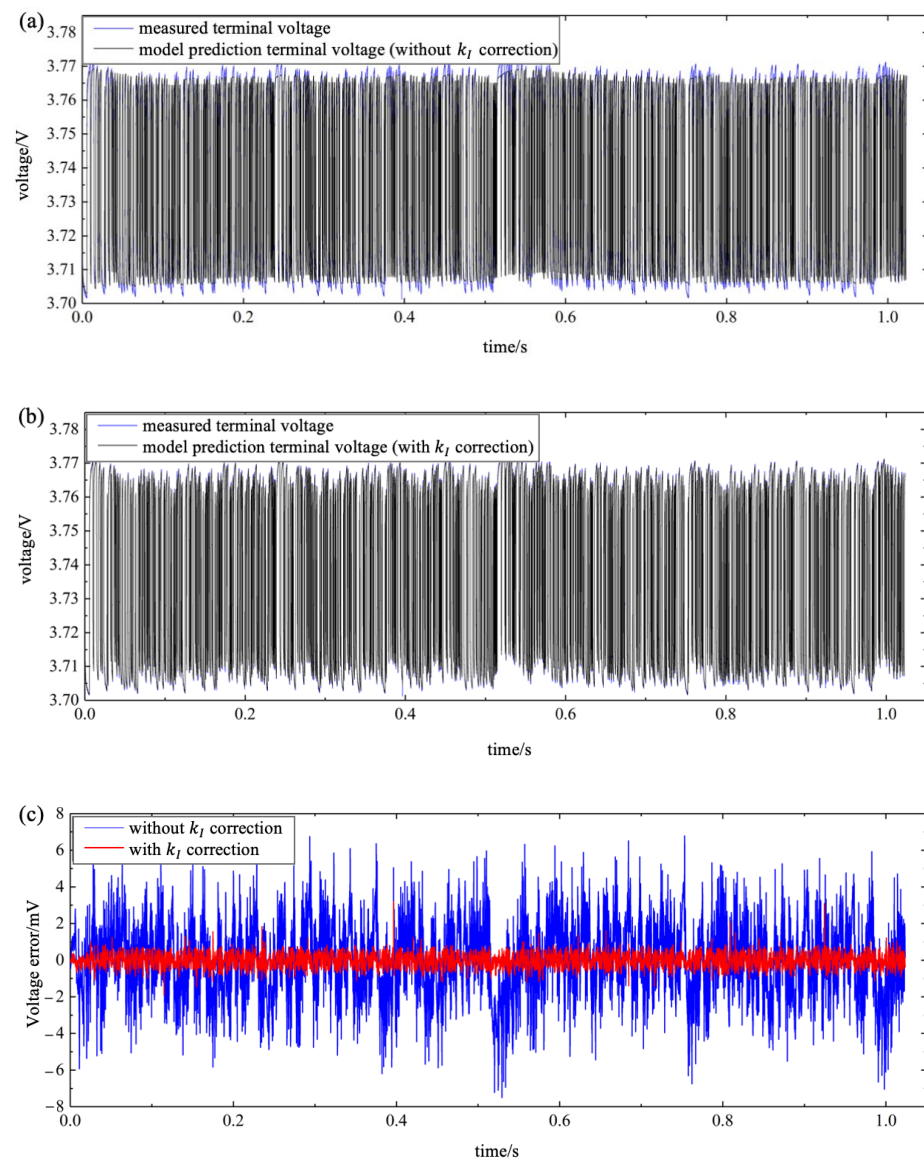 (a)
measured terminal voltage
model prediction terminal voltage (without k_I correction)
3.78
3.77
3.76
3.75
3.73
3.72
3.71
3.70
voltage/V
0.0 0.2 0.4 0.6 0.8 1.0
time/s
(b)
measured terminal voltage
model prediction terminal voltage (with k_I correction)
3.78
3.77
3.76
3.74
3.73
3.72
3.71
3.70
voltage/V
0.0 0.2 0.4 0.6 0.8 1.0
time/s
(c)
without k_I correction
with k_I correction
8
6
4
2
0
−2
−4
−6
−8
Voltage error/mV
0.0 0.2 0.4 0.6 0.8 1.0
time/s